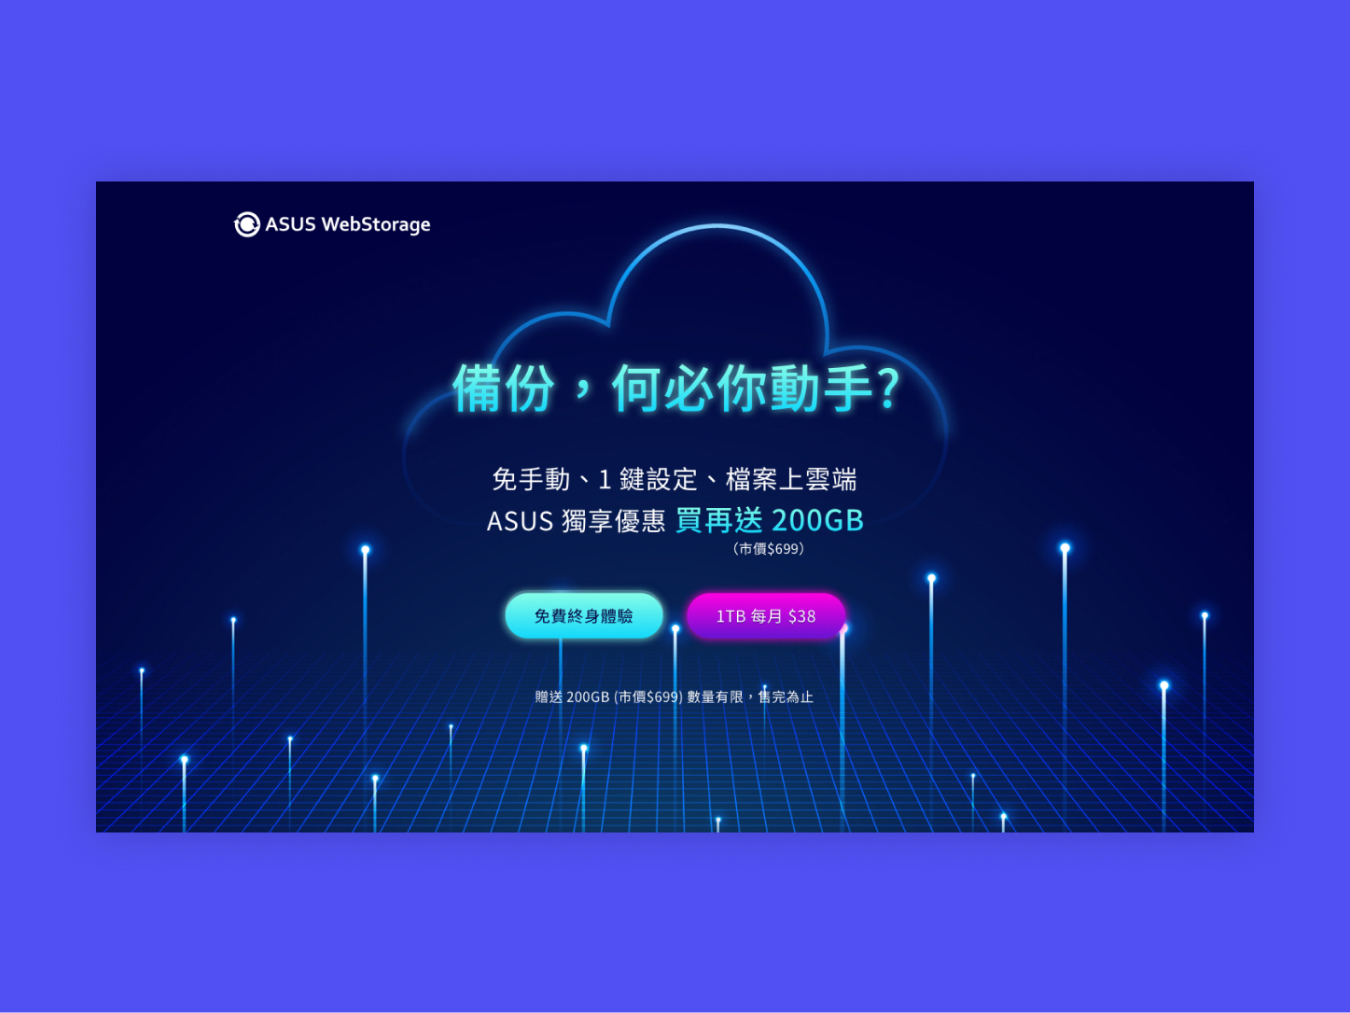 ASUS WebStorage
備份，何必你動手?
免手動、1 鍵設定、檔案上雲端
ASUS 獨享優惠 買再送 200GB
（市價$699）
免費終身體驗
1TB 每月 $38
贈送 200GB (市價$699) 數量有限，售完為止